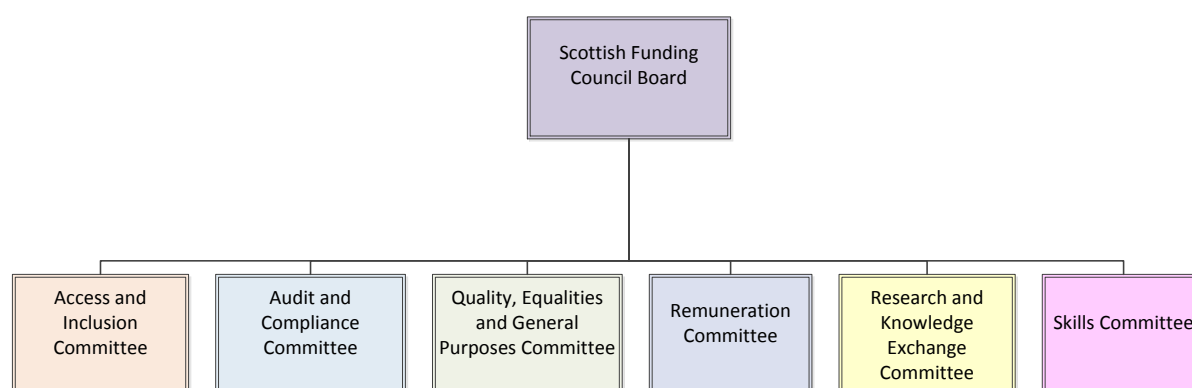 Scottish Funding
Council Board
Access and
Inclusion
Committee
Audit and
Compliance
Committee
Quality, Equalities
and General
Purposes Committee
Remuneration
Committee
Research and
Knowledge
Exchange
Committee
Skills Committee